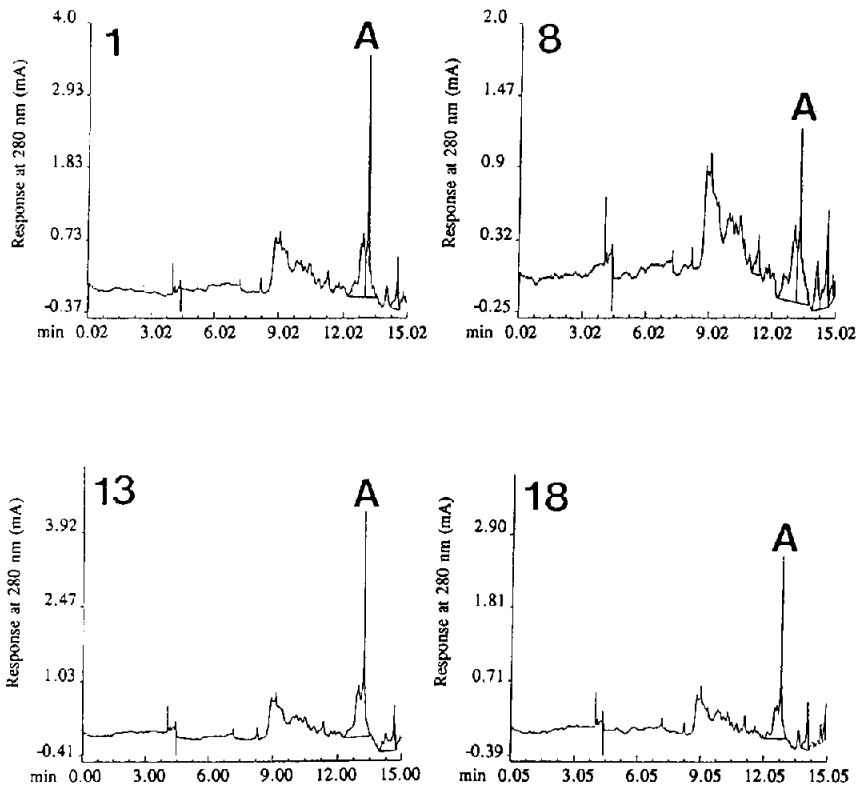 1
A
Response at 280 nm (mA)
4.0
2.93
1.83
0.73
-0.37
min 0.02 3.02 6.02 9.02 12.02 15.02
8
A
Response at 280 nm (mA)
2.0
1.47
0.9
0.32
-0.25
min 0.02 3.02 6.02 9.02 12.02 15.02
13
A
Response at 280 nm (mA)
3.92
2.47
1.03
-0.41
min 0.00 3.00 6.00 9.00 12.00 15.00
18
A
Response at 280 nm (mA)
2.90
1.81
0.71
-0.39
min 0.05 3.05 6.05 9.05 12.05 15.05